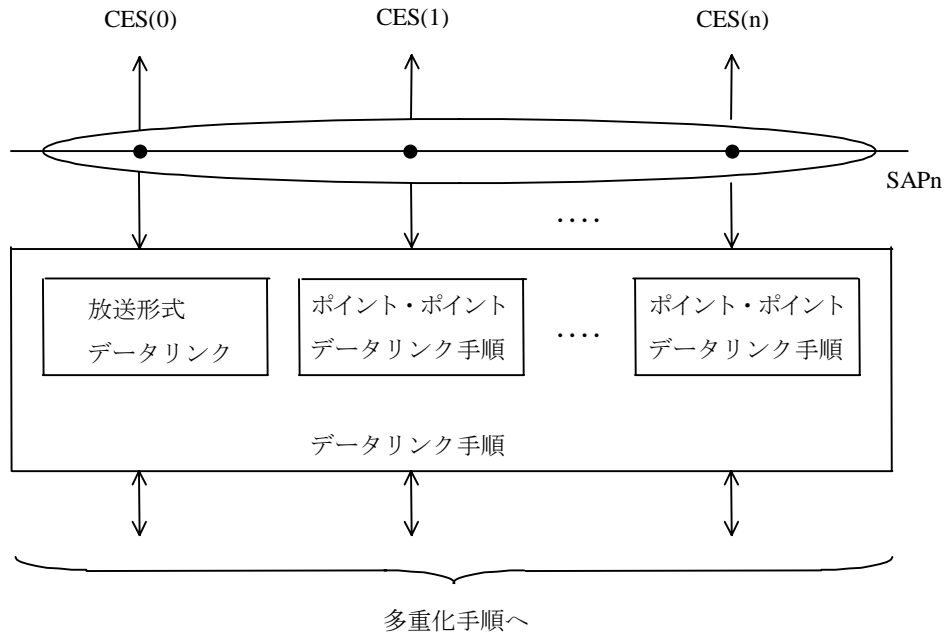 CES(0)
CES(1)
CES(n)
SAPn
‥‥
放送形式
データリンク
ポイント・ポイント
データリンク手順
‥‥
ポイント・ポイント
データリンク手順
データリンク手順
多重化手順へ